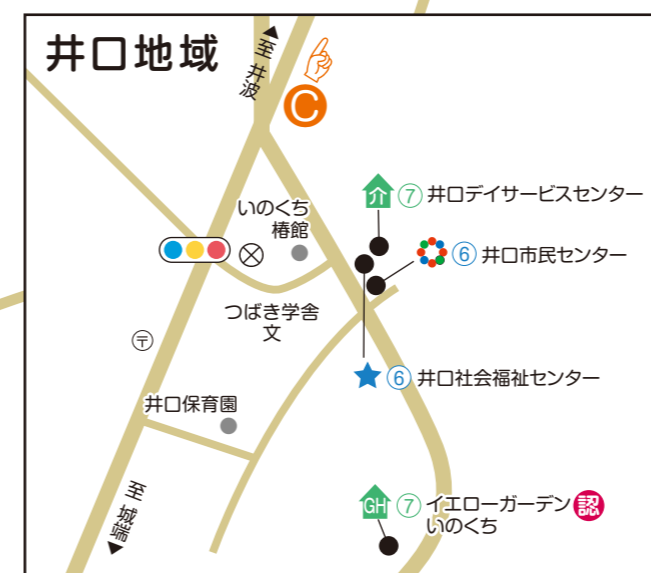 井口地域
▲至 井波
C
介 ⑦ 井口デイサービスセンター
いのくち
椿館
⑥ 井口市民センター
つばき学舎
文
〒
⑥ 井口社会福祉センター
井口保育園
至 城端▼
GH ⑦ イエローガーデン 認
いのくち